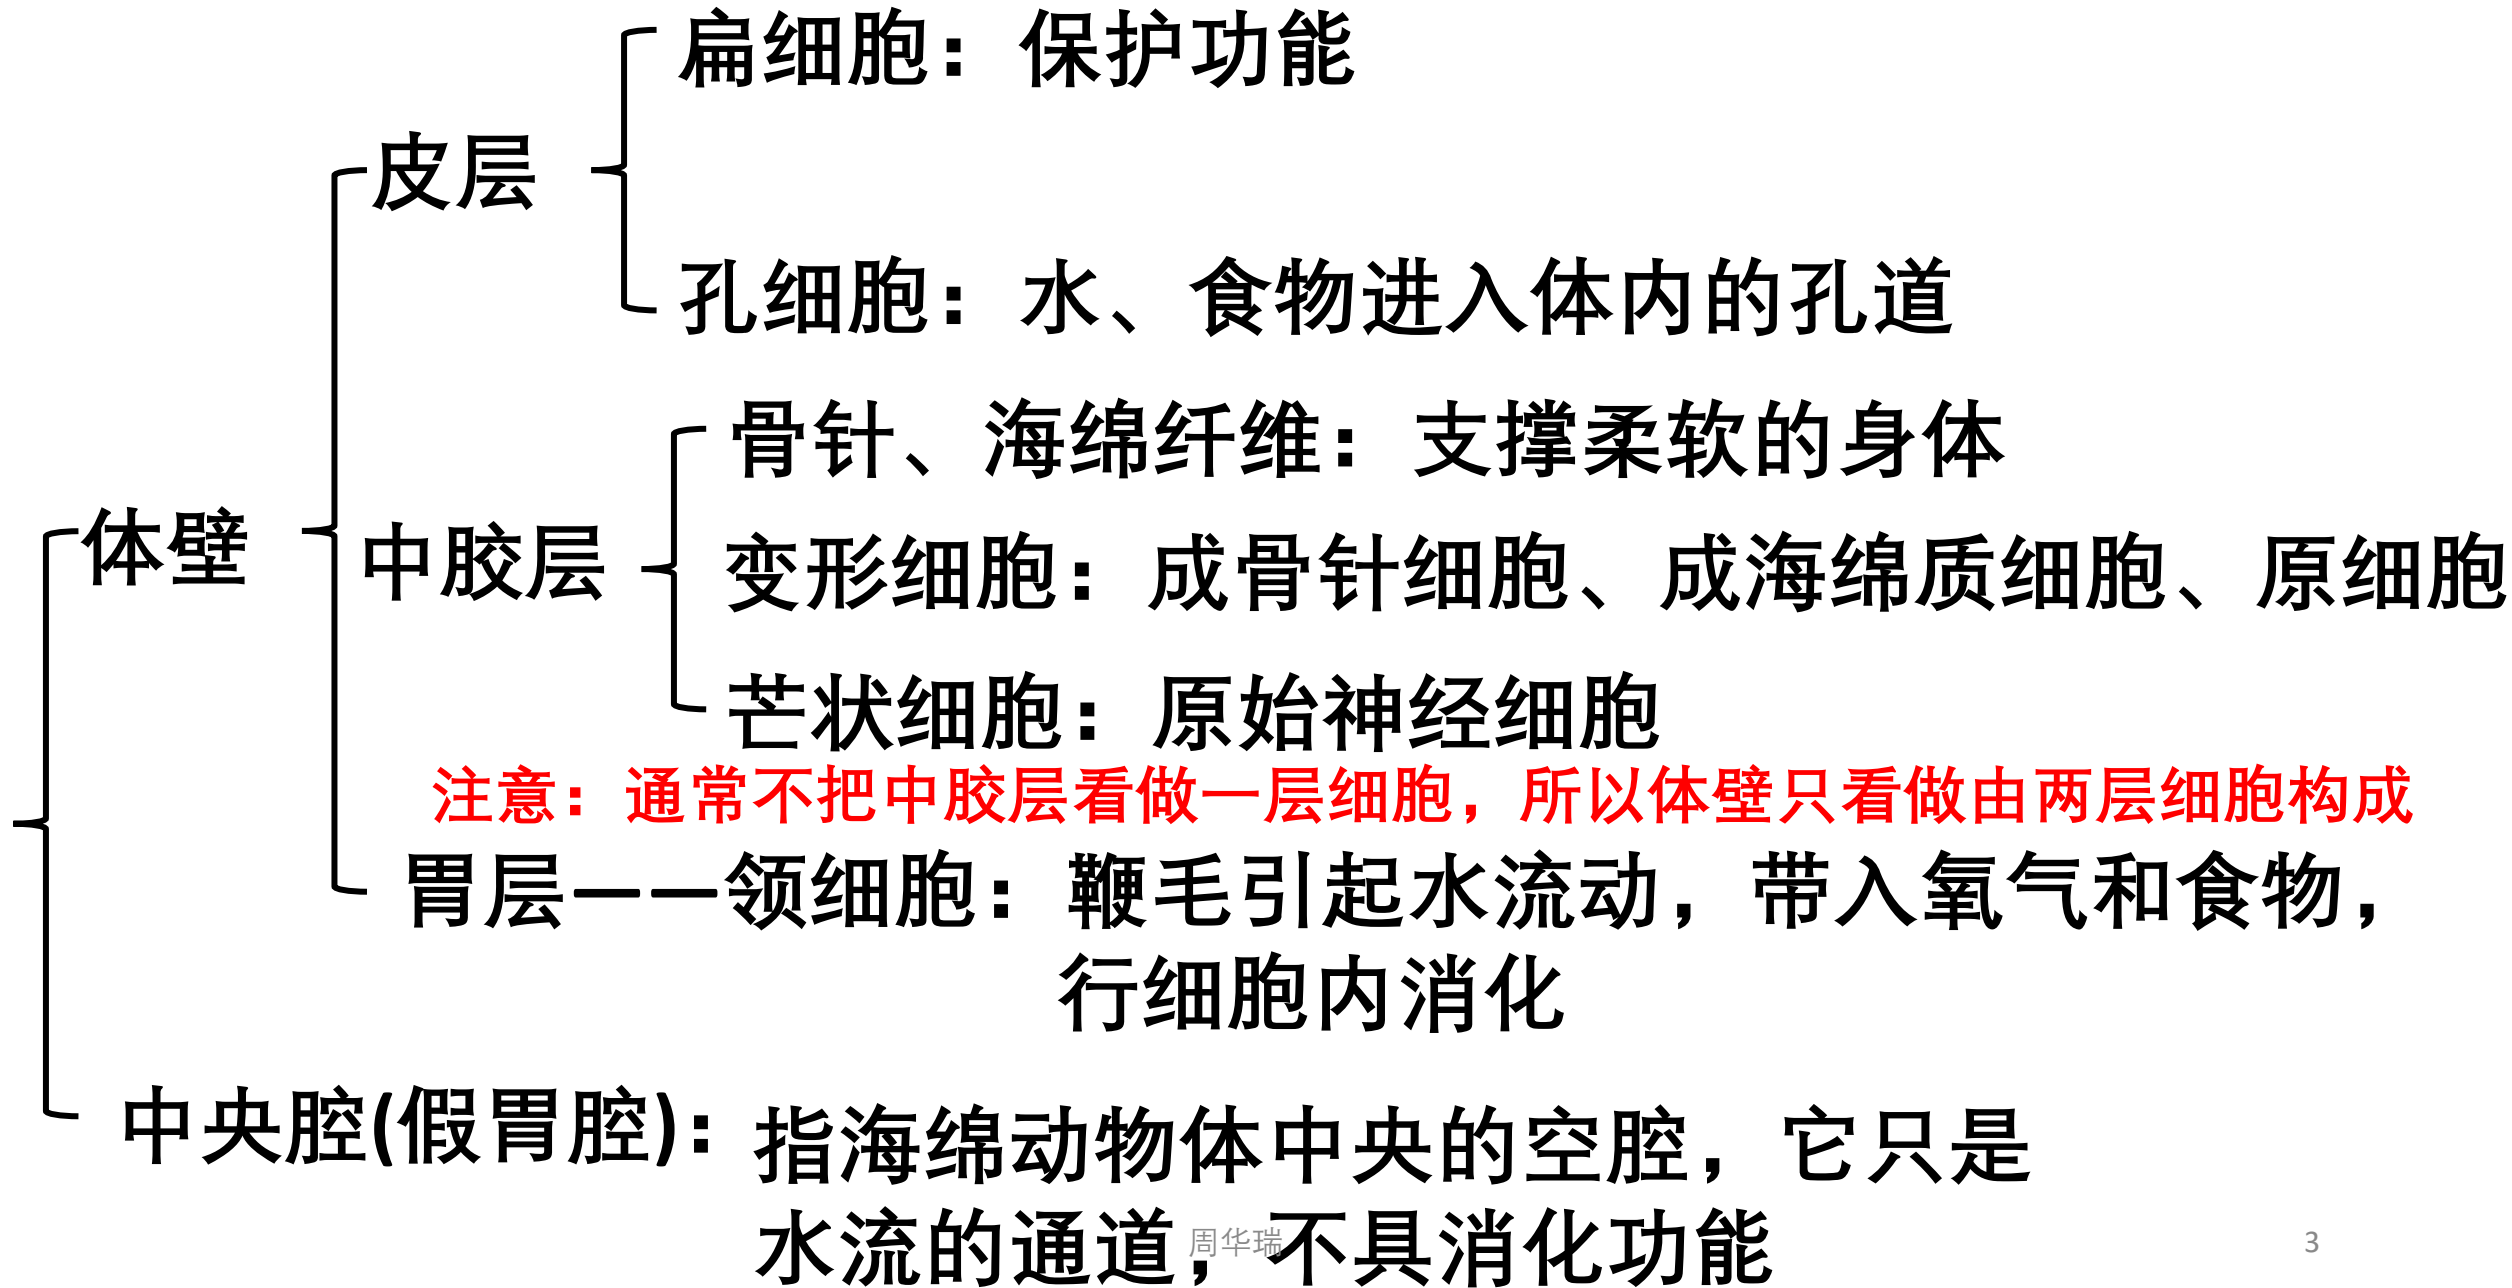 扁细胞：保护功能
皮层
孔细胞：水、食物进入体内的孔道
骨针、海绵纤维：支撑柔软的身体
体壁
中胶层
变形细胞：成骨针细胞、成海绵质细胞、原细胞
芒状细胞：原始神经细胞
注意：通常不把中胶层看做一层细胞，所以体壁只看作由两层细胞构成
胃层——领细胞：鞭毛引起水流动，带入氧气和食物，
行细胞内消化
中央腔(假胃腔)：
指海绵动物体中央的空腔，它只是
水流的通道，不具消化功能
周华瑞
3